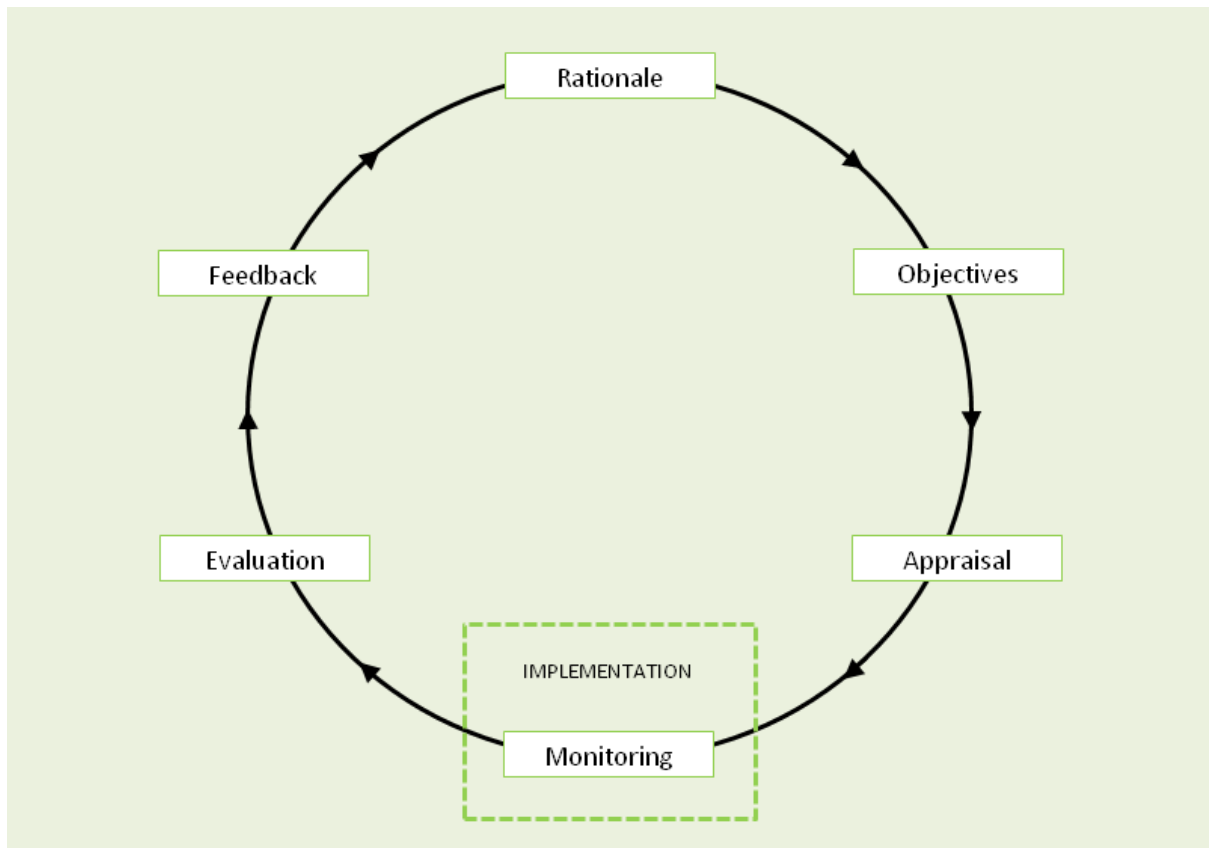 Rationale
Objectives
Appraisal
IMPLEMENTATION
Monitoring
Evaluation
Feedback